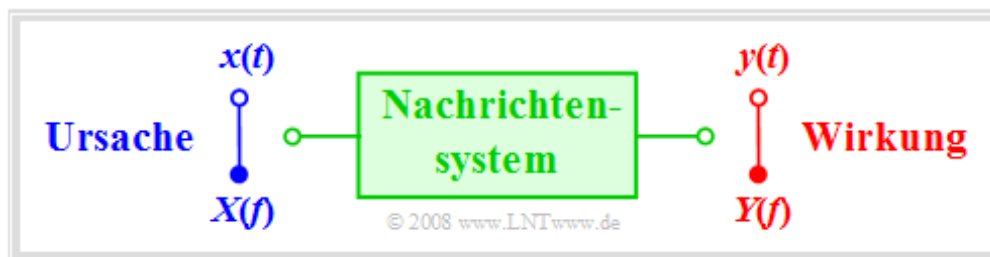 x(t)
y(t)
Ursache
Nachrichten-
system
Wirkung
X(f)
Y(f)
© 2008 www.LNTwww.de